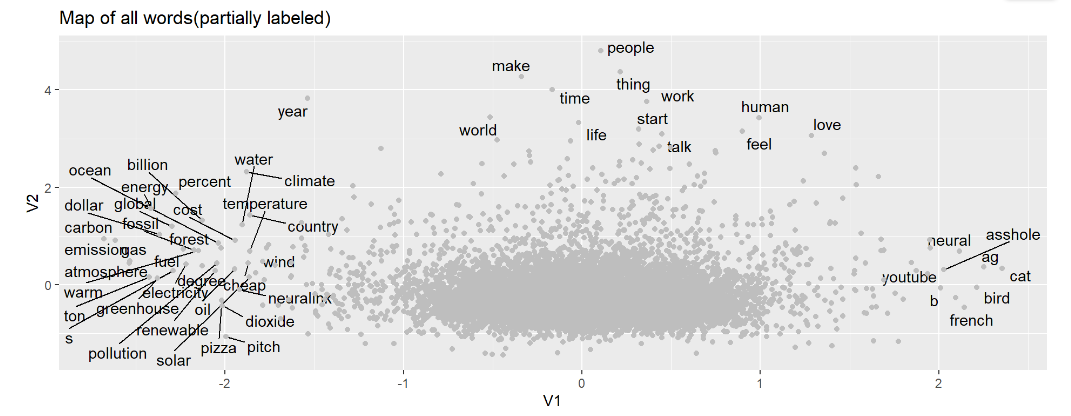 Map of all words(partially labeled)
people
make
thing
time
work
year
human
start
love
world
life
talk
feel
water
billion
ocean
climate
energy
percent
temperature
dollar
global
cost
country
carbon
fossil
forest
emission
gas
neural
asshole
ag
atmosphere
fuel
wind
youtube
cat
warm
degree
cheap
electricity
neuralink
b
bird
ton
greenhouse
oil
dioxide
french
s
renewable
pollution
solar
pizza
pitch
V2
4
2
0
-2
-1
0
1
2
V1